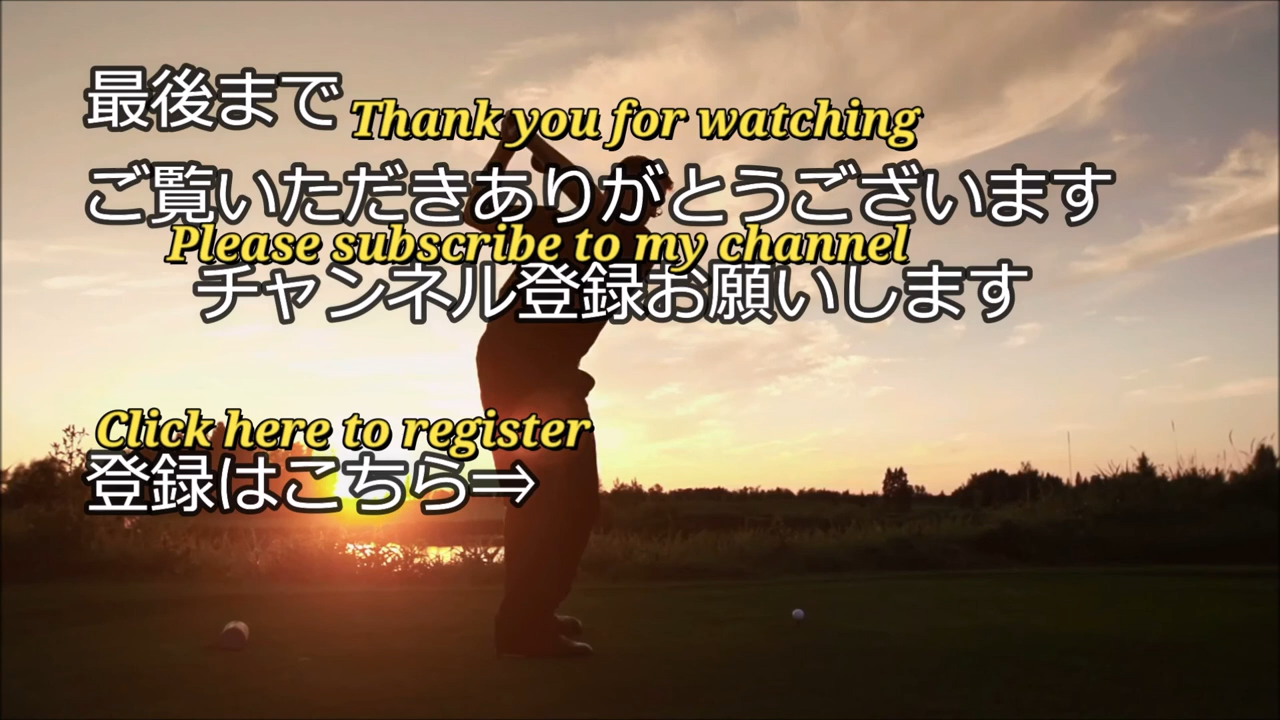 最後まで
Thank you for watching
ご覧いただきありがとうございます
Please subscribe to my channel
チャンネル登録お願いします
Click here to register
登録はこちら→